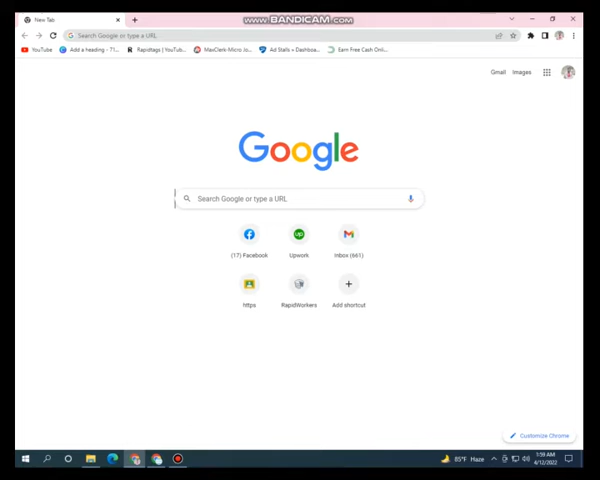 www.BANDICAM.com
New Tab
Search Google or type a URL
YouTube
Add a heading - 71...
Rapidtags | YouTub...
MaxClerk-Micro Jo...
Ad Stalls » Dashboa...
Earn Free Cash Onli...
Gmail Images
Google
Search Google or type a URL
(17) Facebook
Upwork
Inbox (661)
https
RapidWorkers
Add shortcut
Customize Chrome
85°F Haze
1:59 AM
4/12/2022